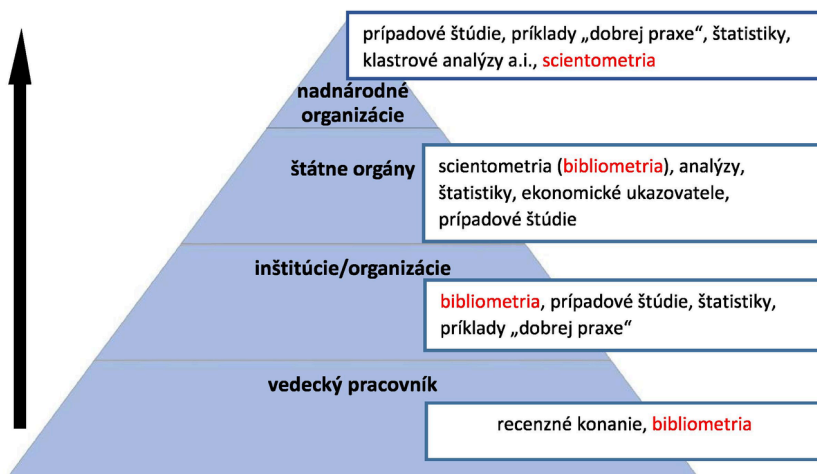 prípadové štúdie, príklady „dobrej praxe“, štatistiky,
klastrové analýzy a.i., scientometria
nadnárodné
organizácie
štátne orgány
scientometria (bibliometria), analýzy,
štatistiky, ekonomické ukazovatele,
prípadové štúdie
inštitúcie/organizácie
bibliometria, prípadové štúdie, štatistiky,
príklady „dobrej praxe“
vedecký pracovník
recenzné konanie, bibliometria